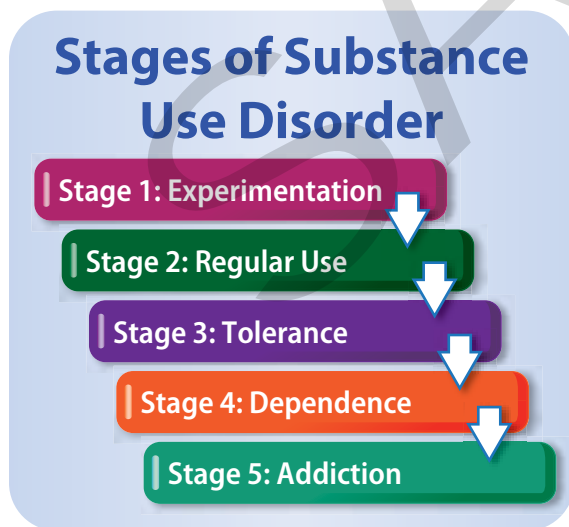 Stages of Substance
Use Disorder
Stage 1: Experimentation
Stage 2: Regular Use
Stage 3: Tolerance
Stage 4: Dependence
Stage 5: Addiction